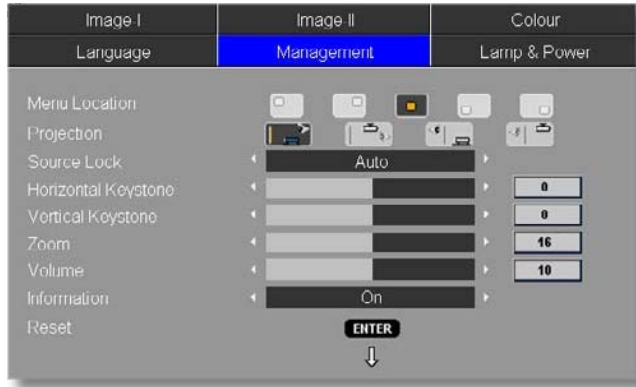 Image-I Image-II Colour
Language Management Lamp & Power
Menu Location
Projection
Source Lock Auto
Horizontal Keystone 0
Vertical Keystone 0
Zoom 16
Volume 10
Information On
Reset ENTER